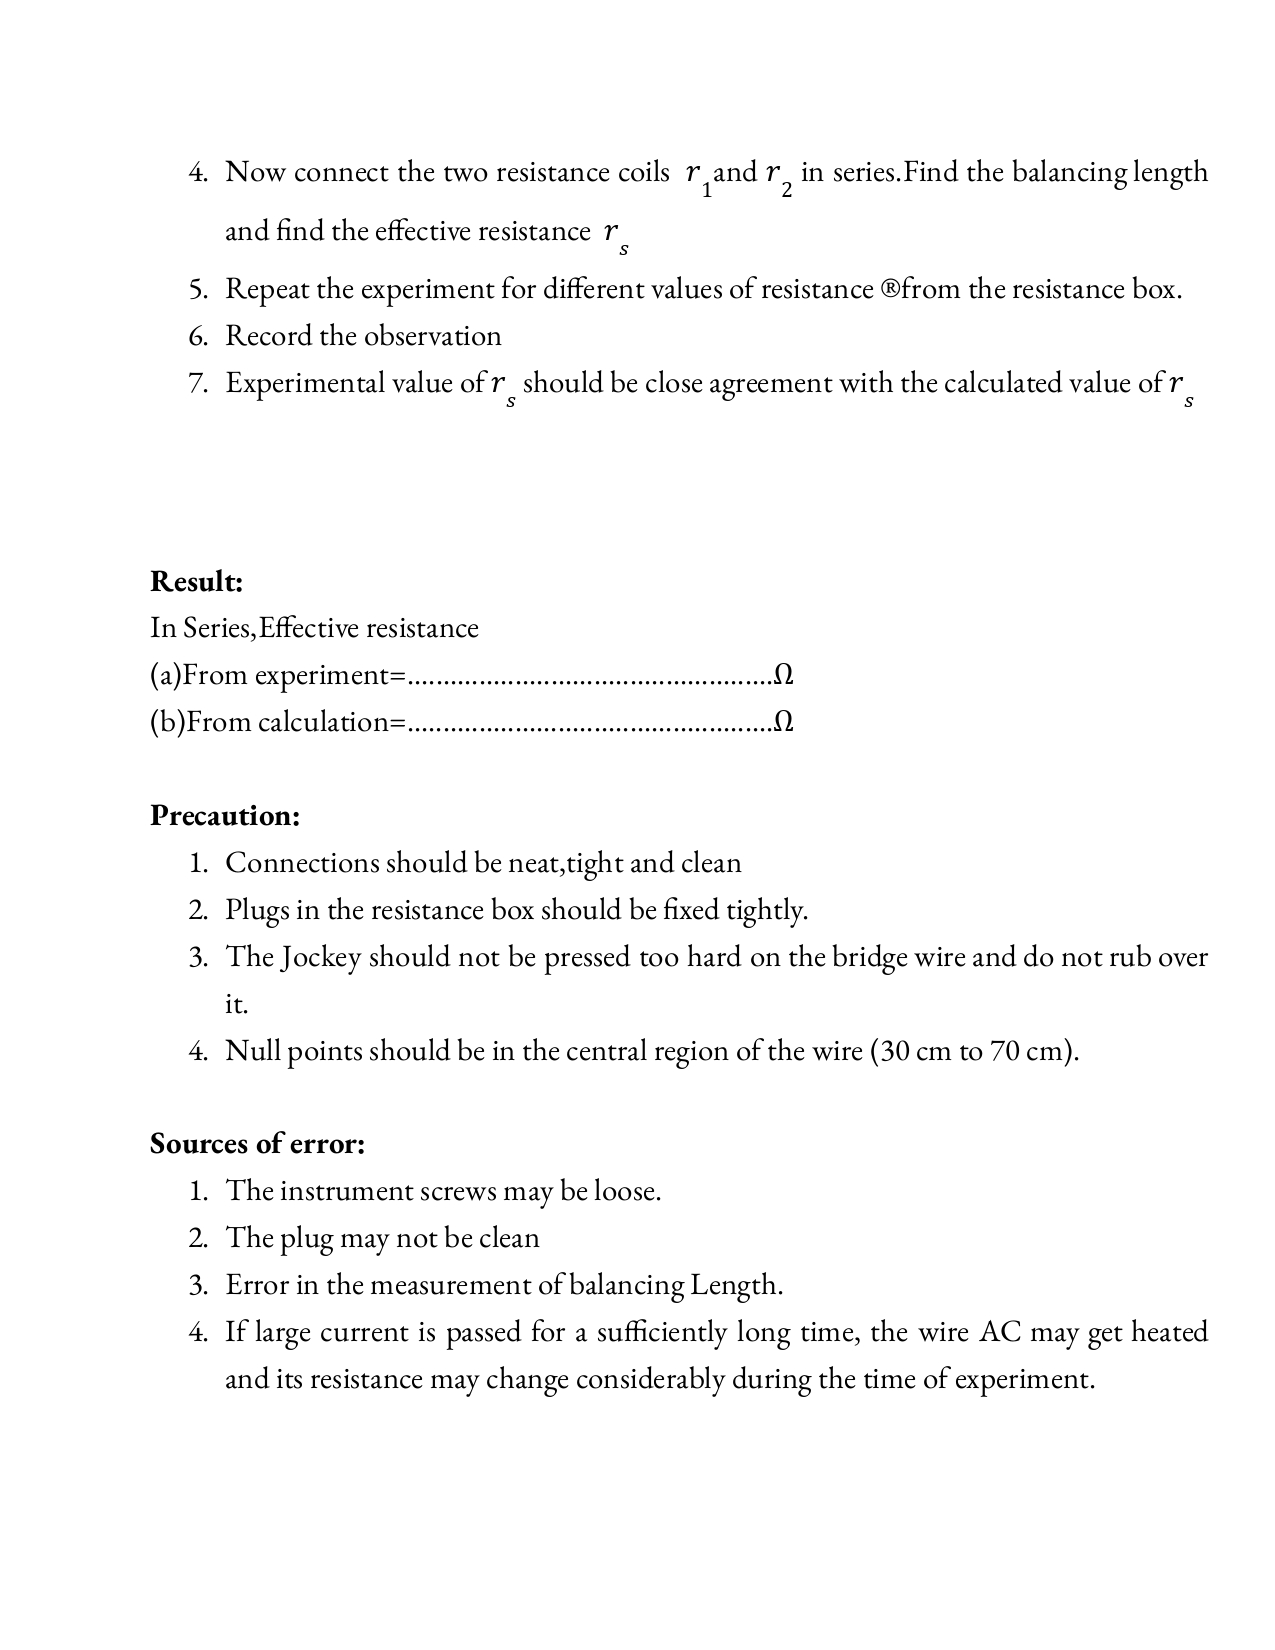 4. Now connect the two resistance coils r₁and r₂ in series.Find the balancing length
and find the effective resistance rₛ
5. Repeat the experiment for different values of resistance ®from the resistance box.
6. Record the observation
7. Experimental value of rₛ should be close agreement with the calculated value of rₛ
Result:
In Series,Effective resistance
(a)From experiment=.................................................Ω
(b)From calculation=.................................................Ω
Precaution:
1. Connections should be neat,tight and clean
2. Plugs in the resistance box should be fixed tightly.
3. The Jockey should not be pressed too hard on the bridge wire and do not rub over
it.
4. Null points should be in the central region of the wire (30 cm to 70 cm).
Sources of error:
1. The instrument screws may be loose.
2. The plug may not be clean
3. Error in the measurement of balancing Length.
4. If large current is passed for a sufficiently long time, the wire AC may get heated
and its resistance may change considerably during the time of experiment.